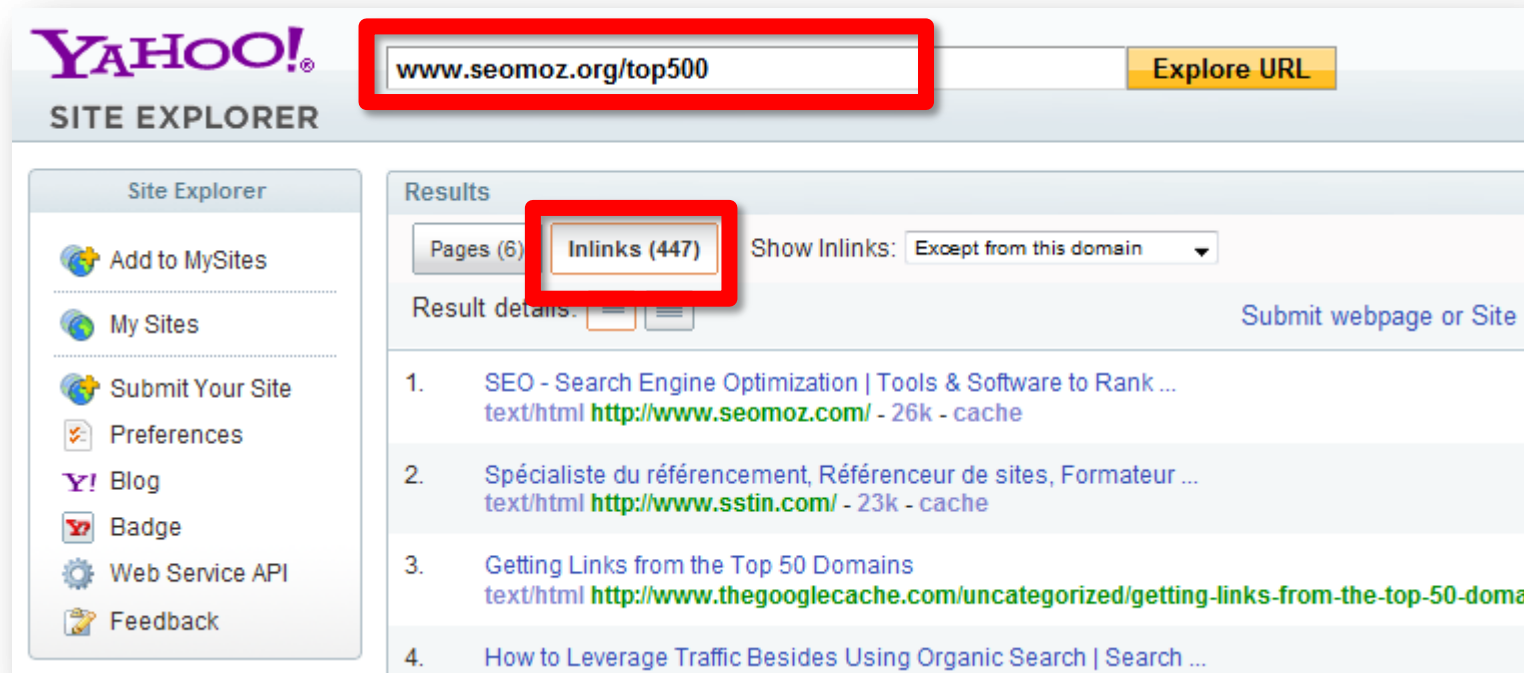 YAHOO!®
SITE EXPLORER
www.seomoz.org/top500
Explore URL
Site Explorer
Add to MySites
My Sites
Submit Your Site
Preferences
Y! Blog
Badge
Web Service API
Feedback
Results
Pages (6)
Inlinks (447)
Show Inlinks: Except from this domain
Result details:
Submit webpage or Site
1. SEO - Search Engine Optimization | Tools & Software to Rank ...
text/html http://www.seomoz.com/ - 26k - cache
2. Spécialiste du référencement, Référenceur de sites, Formateur ...
text/html http://www.sstin.com/ - 23k - cache
3. Getting Links from the Top 50 Domains
text/html http://www.thegooglecache.com/uncategorized/getting-links-from-the-top-50-doma
4. How to Leverage Traffic Besides Using Organic Search | Search ...